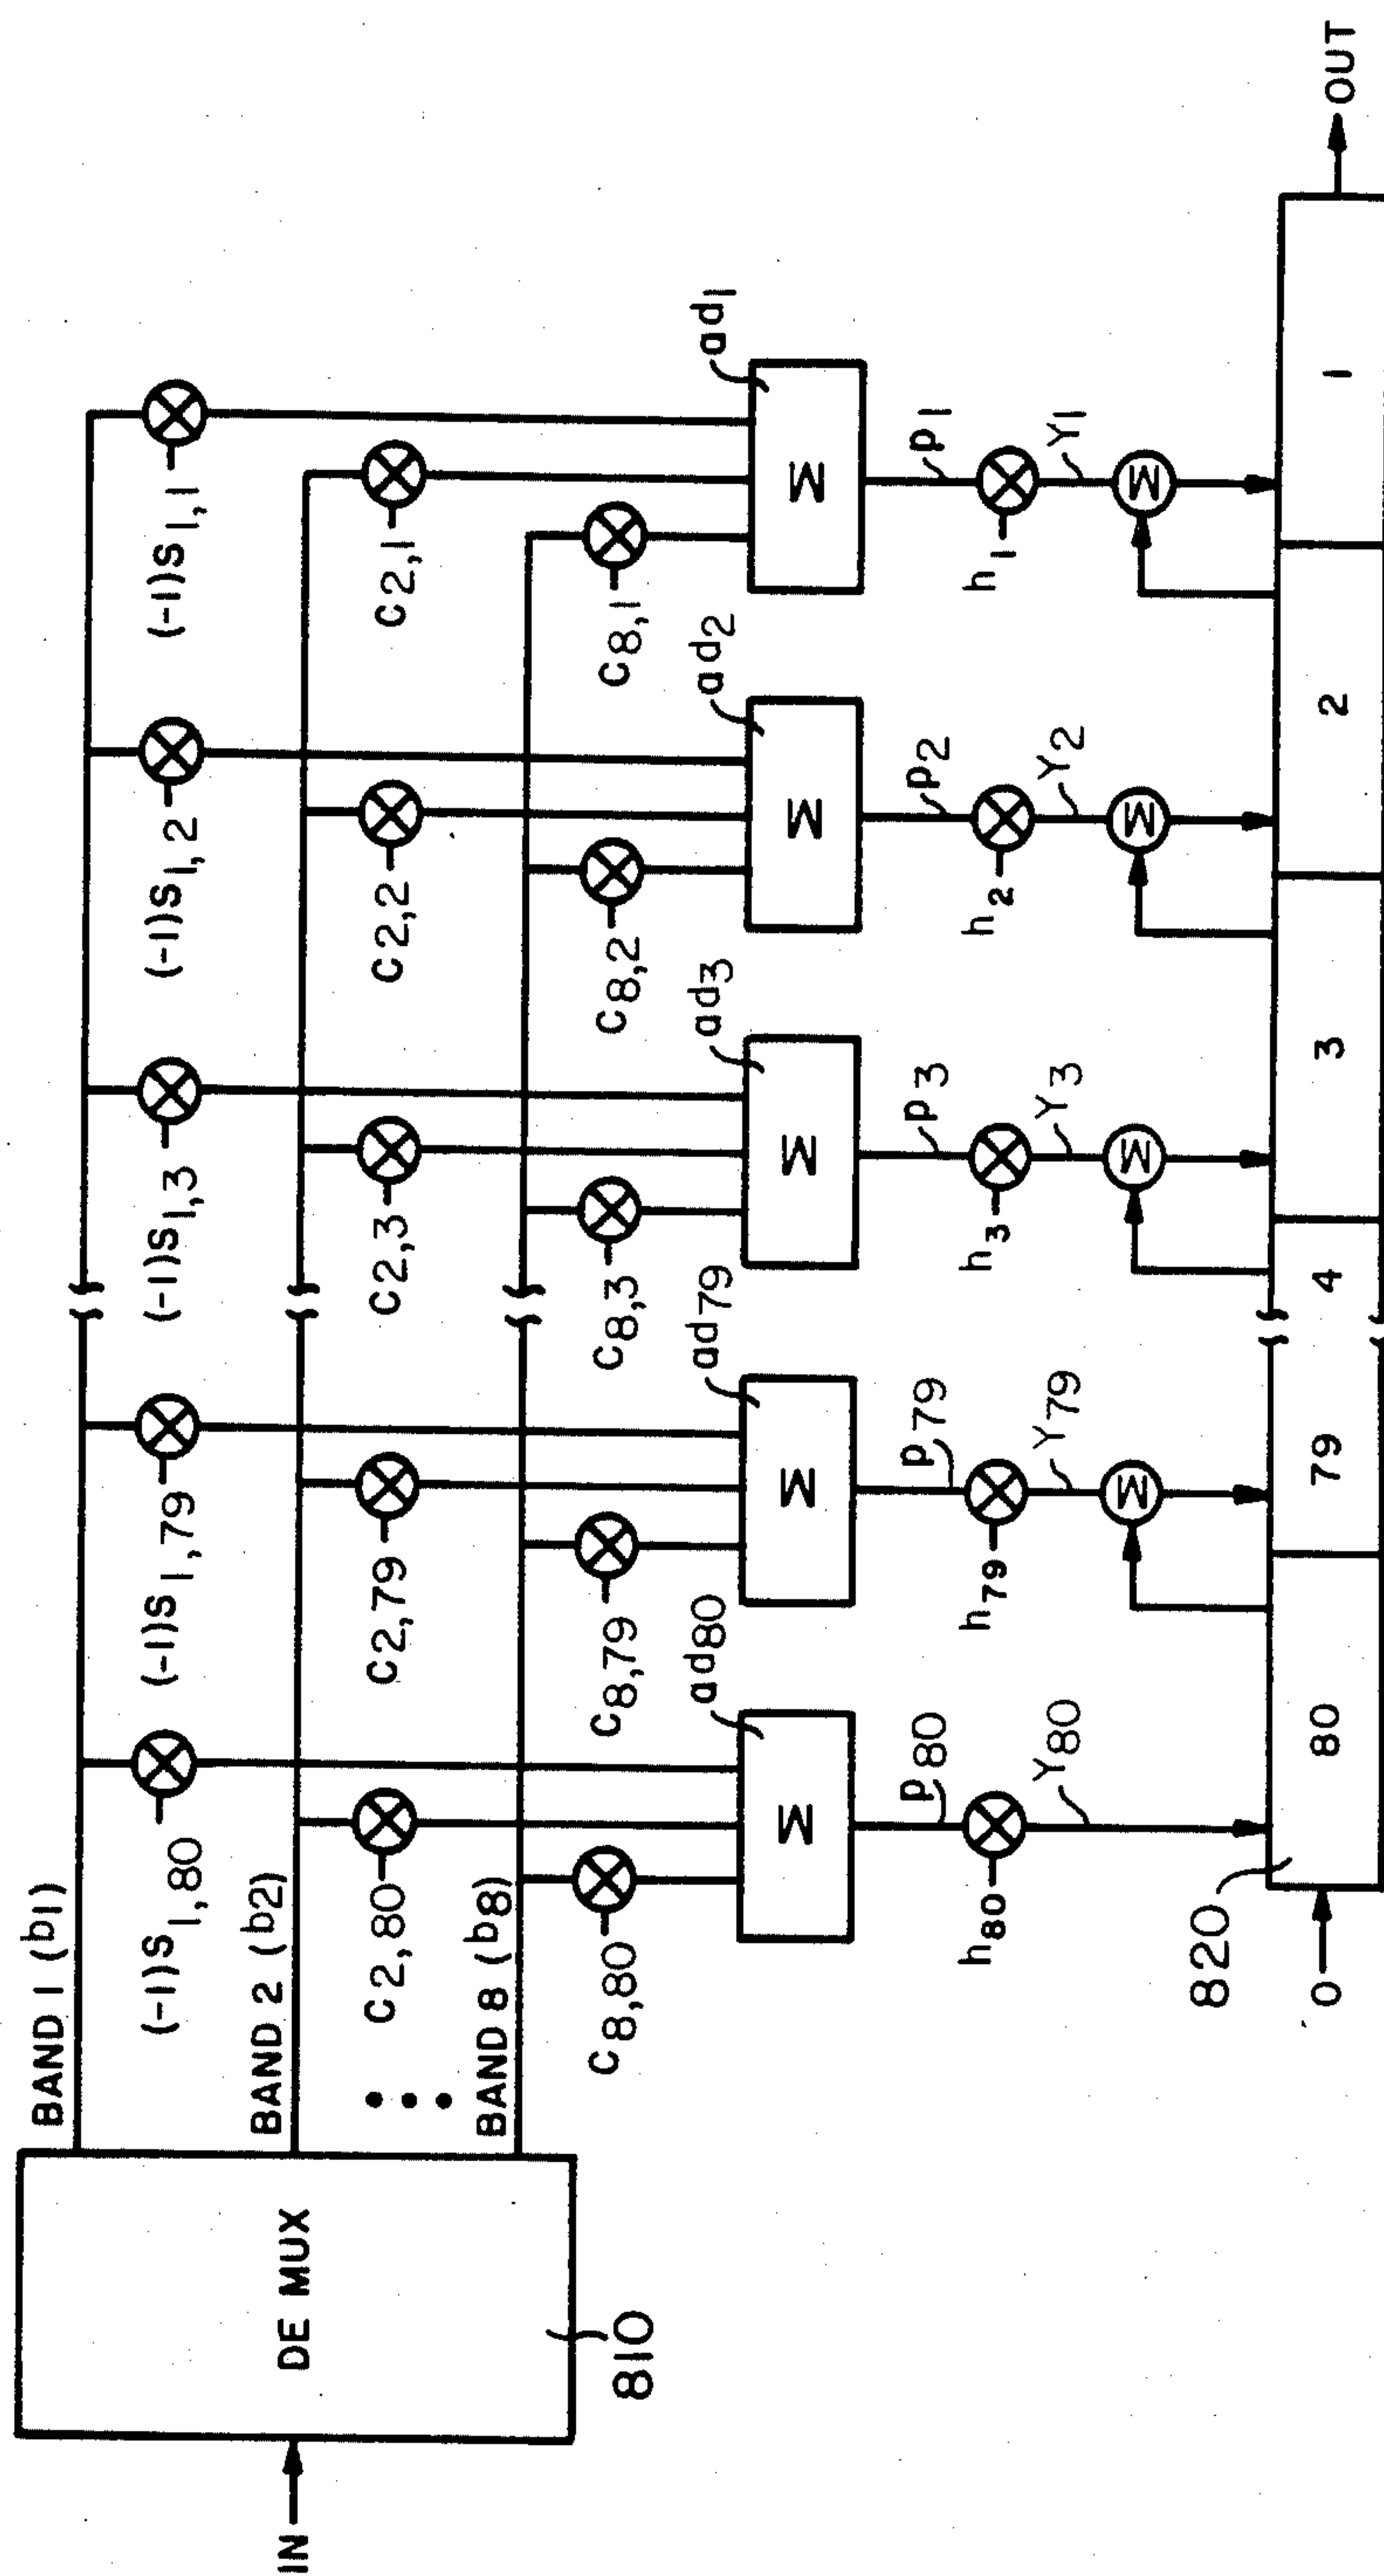 IN
DE MUX
810
BAND 1 (b1)
BAND 2 (b2)
BAND 8 (b8)
(-1)S1,80
(-1)S1,79
(-1)S1,3
(-1)S1,2
(-1)S1,1
C2,80
C2,79
C2,3
C2,2
C2,1
C8,80
C8,79
C8,3
C8,2
C8,1
ad80
ad79
ad3
ad2
ad1
Σ
Σ
Σ
Σ
Σ
p80
p79
p3
p2
p1
h80
h79
h3
h2
h1
Y80
Y79
Y3
Y2
Y1
Σ
Σ
Σ
Σ
820
0
80
79
4
3
2
1
OUT